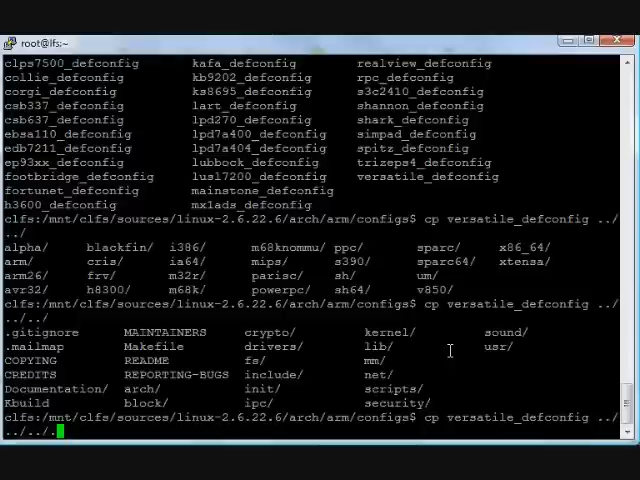 root@lfs:~
clps7500_defconfig kafa_defconfig realview_defconfig
collie_defconfig kb9202_defconfig rpc_defconfig
corgi_defconfig ks8695_defconfig s3c2410_defconfig
csb337_defconfig lart_defconfig shannon_defconfig
csb637_defconfig lpd270_defconfig shark_defconfig
ebsa110_defconfig lpd7a400_defconfig simpad_defconfig
edb7211_defconfig lpd7a404_defconfig spitz_defconfig
ep93xx_defconfig lubbock_defconfig trizeps4_defconfig
footbridge_defconfig lusl7200_defconfig versatile_defconfig
fortunet_defconfig mainstone_defconfig
h3600_defconfig mx1ads_defconfig
clfs:/mnt/clfs/sources/linux-2.6.22.6/arch/arm/configs$ cp versatile_defconfig ../
../
alpha/ blackfin/ i386/ m68knommu/ ppc/ sparc/ x86_64/
arm/ cris/ ia64/ mips/ s390/ sparc64/ xtensa/
arm26/ frv/ m32r/ parisc/ sh/ um/
avr32/ h8300/ m68k/ powerpc/ sh64/ v850/
clfs:/mnt/clfs/sources/linux-2.6.22.6/arch/arm/configs$ cp versatile_defconfig ../
../../
.gitignore MAINTAINERS crypto/ kernel/ sound/
.mailmap Makefile drivers/ lib/ usr/
COPYING README fs/ mm/
CREDITS REPORTING-BUGS include/ net/
Documentation/ arch/ init/ scripts/
Kbuild block/ ipc/ security/
clfs:/mnt/clfs/sources/linux-2.6.22.6/arch/arm/configs$ cp versatile_defconfig ../
../../.